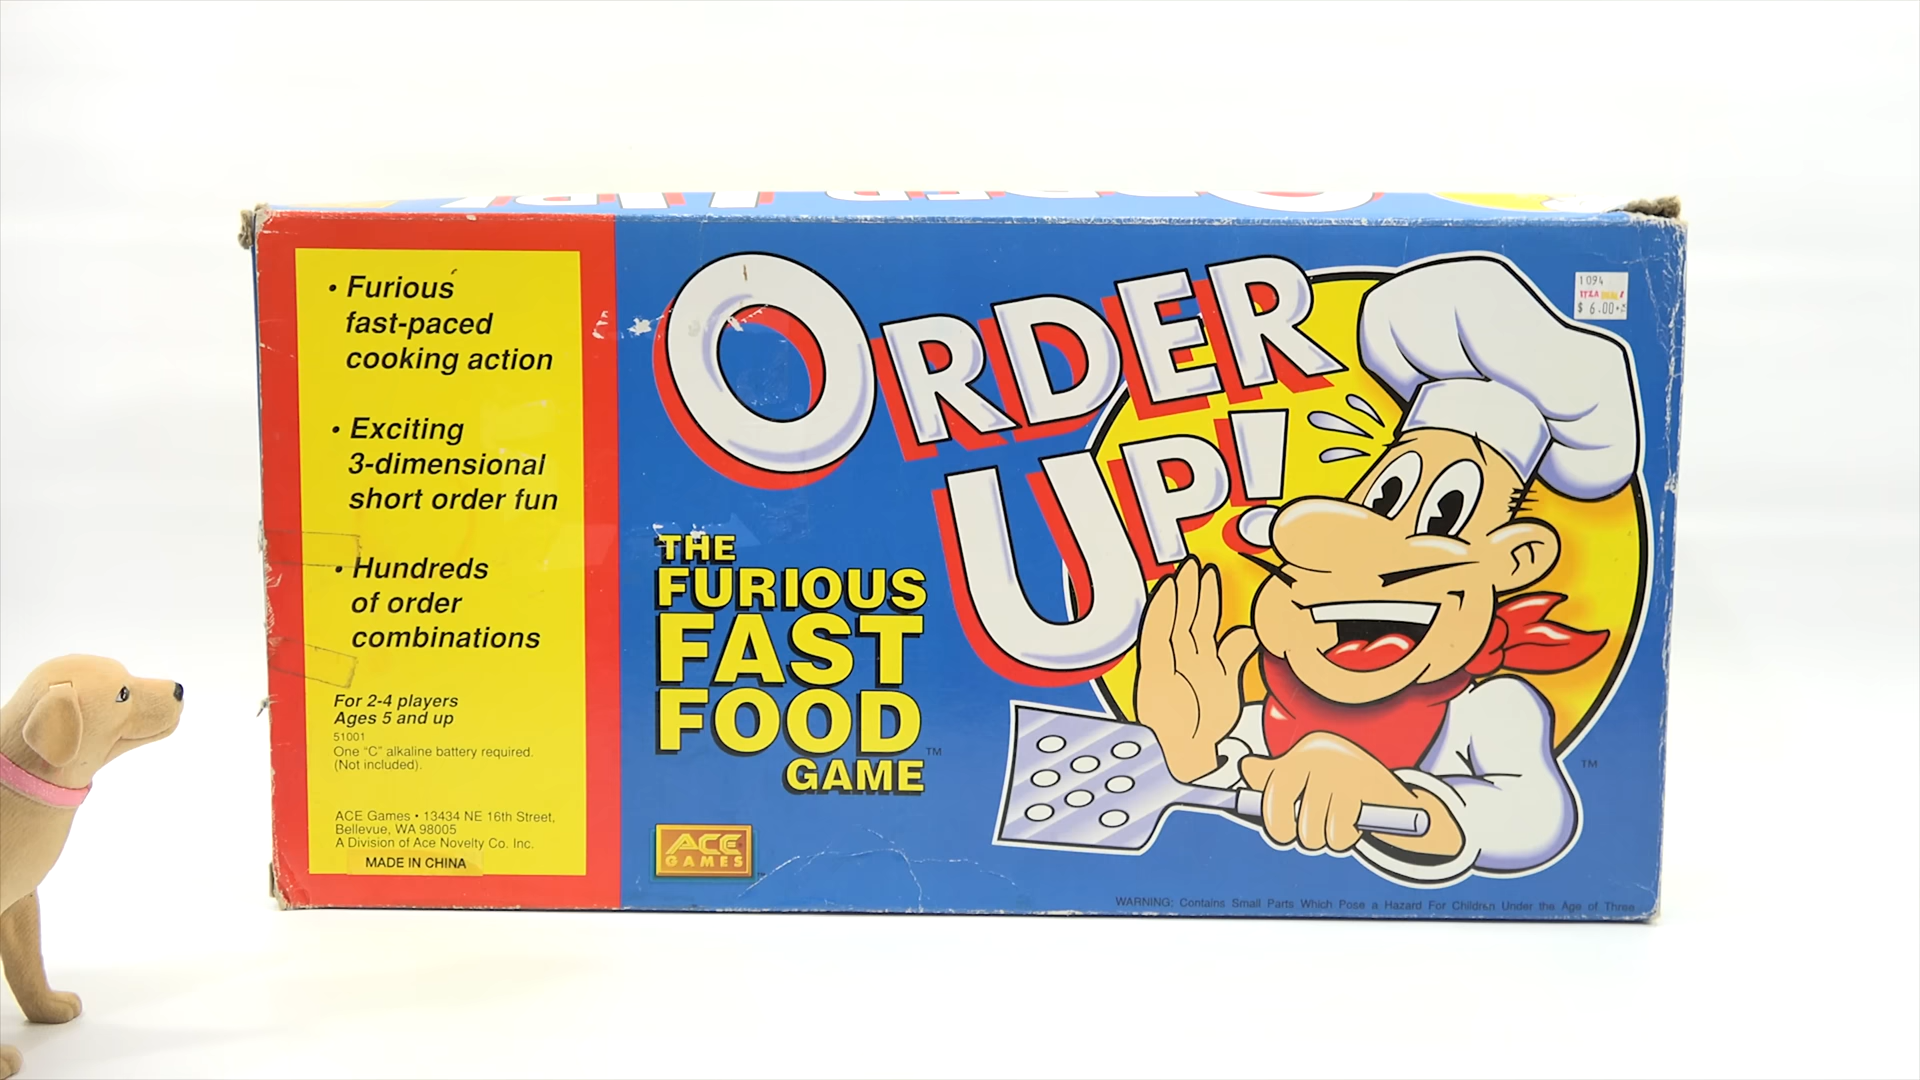 • Furious
fast-paced
cooking action
• Exciting
3-dimensional
short order fun
• Hundreds
of order
combinations
For 2-4 players
Ages 5 and up
51001
One "C" alkaline battery required.
(Not included).
ACE Games • 13434 NE 16th Street,
Bellevue, WA 98005
A Division of Ace Novelty Co. Inc.
MADE IN CHINA
ORDER
UP!
THE
FURIOUS
FAST
FOOD™
GAME
ACE
GAMES
1094
$ 6.00
TM
WARNING: Contains Small Parts Which Pose a Hazard For Children Under the Age of Three